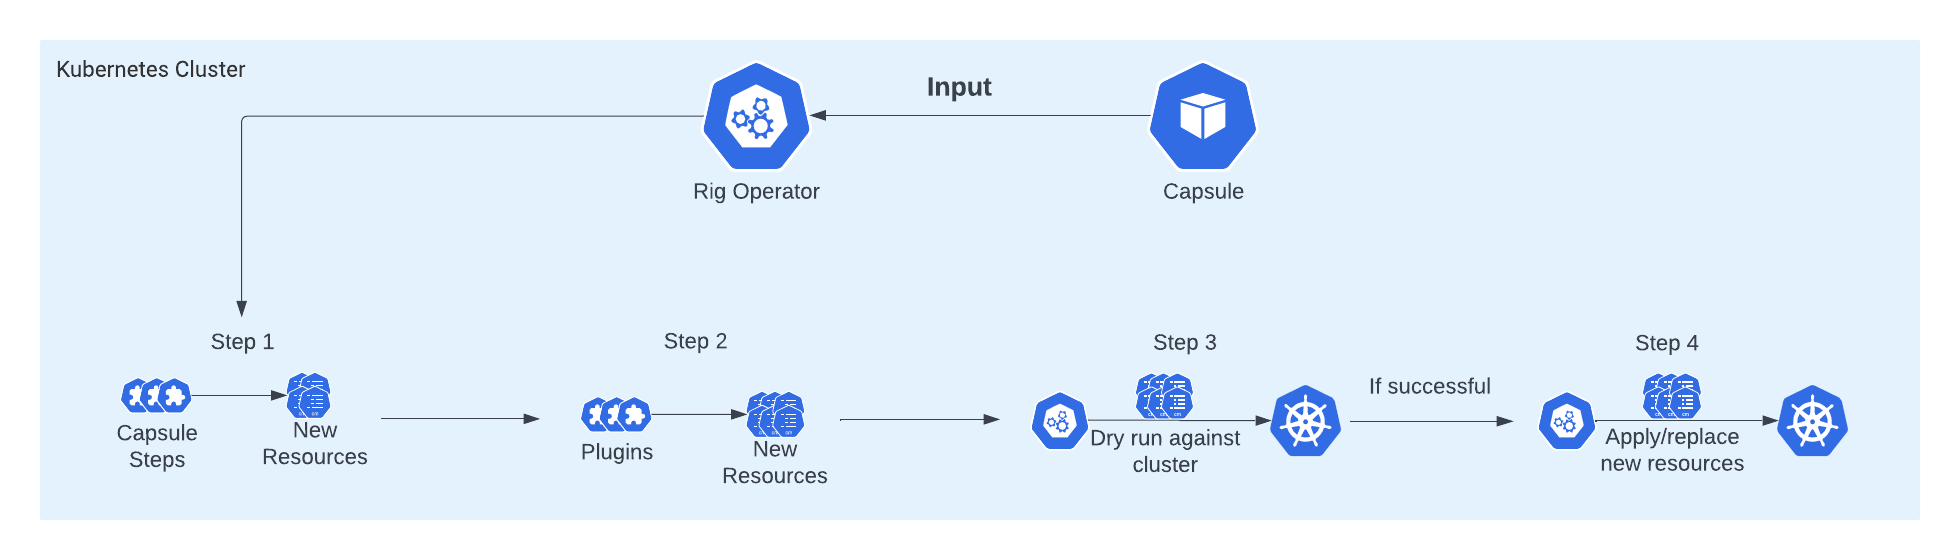 Kubernetes Cluster
Input
Rig Operator
Capsule
Step 1
Capsule
Steps
New
Resources
Step 2
Plugins
New
Resources
Step 3
Dry run against
cluster
If successful
Step 4
Apply/replace
new resources